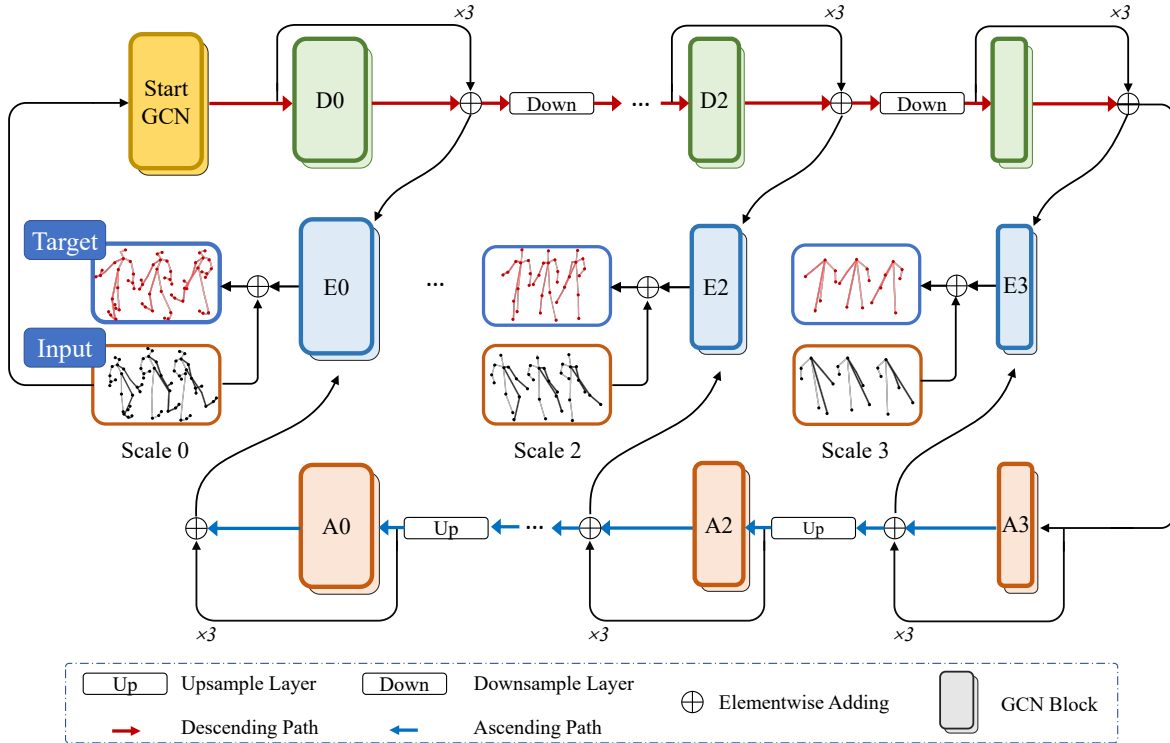 ×3
×3
×3
Start
GCN
D0
Down
...
D2
Down
Target
E0
...
E2
E3
Input
Scale 0
Scale 2
Scale 3
A0
Up
...
A2
Up
A3
×3
×3
×3
Up
Upsample Layer
Down
Downsample Layer
Elementwise Adding
GCN Block
Descending Path
Ascending Path